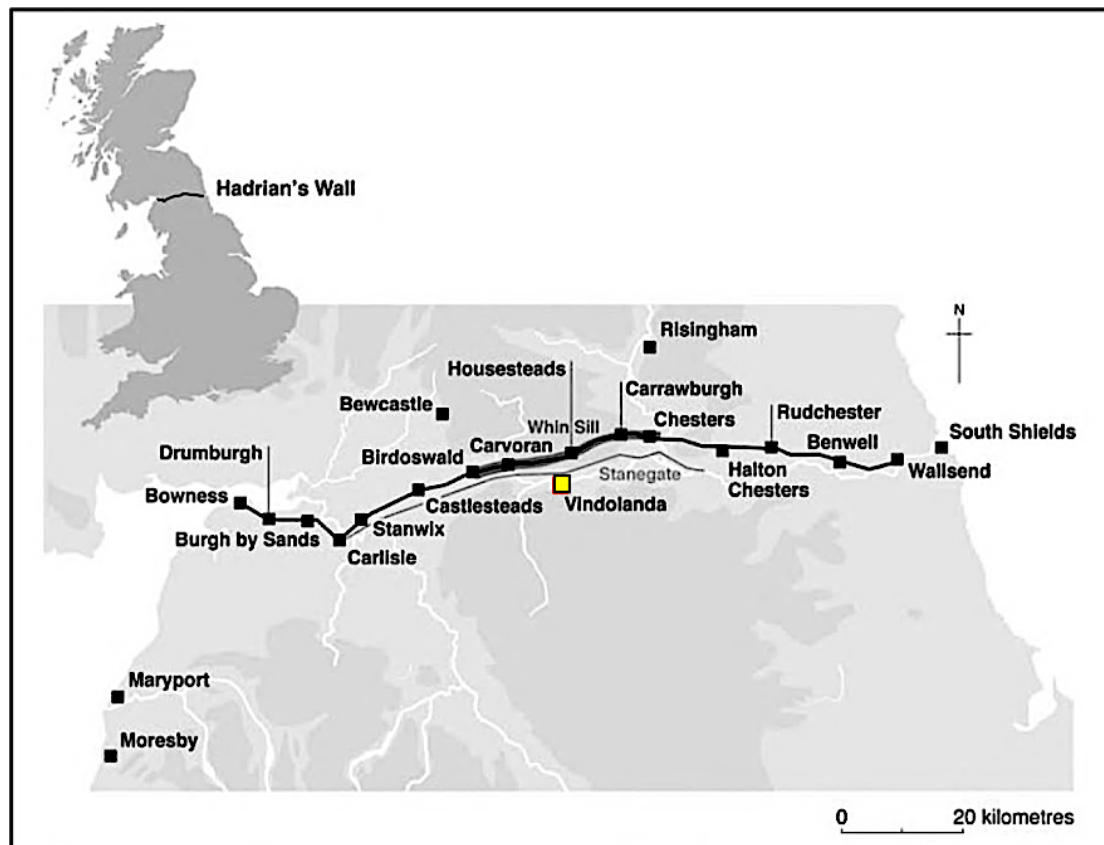 Hadrian's Wall
N
Risingham
Housesteads
Carrawburgh
Bewcastle
Whin Sill
Chesters
Rudchester
Drumburgh
Carvoran
Birdoswald
Benwell
South Shields
Bowness
Stanegate
Halton
Chesters
Wallsend
Castlesteads
Vindolanda
Stanwix
Burgh by Sands
Carlisle
Maryport
Moresby
0 20 kilometres